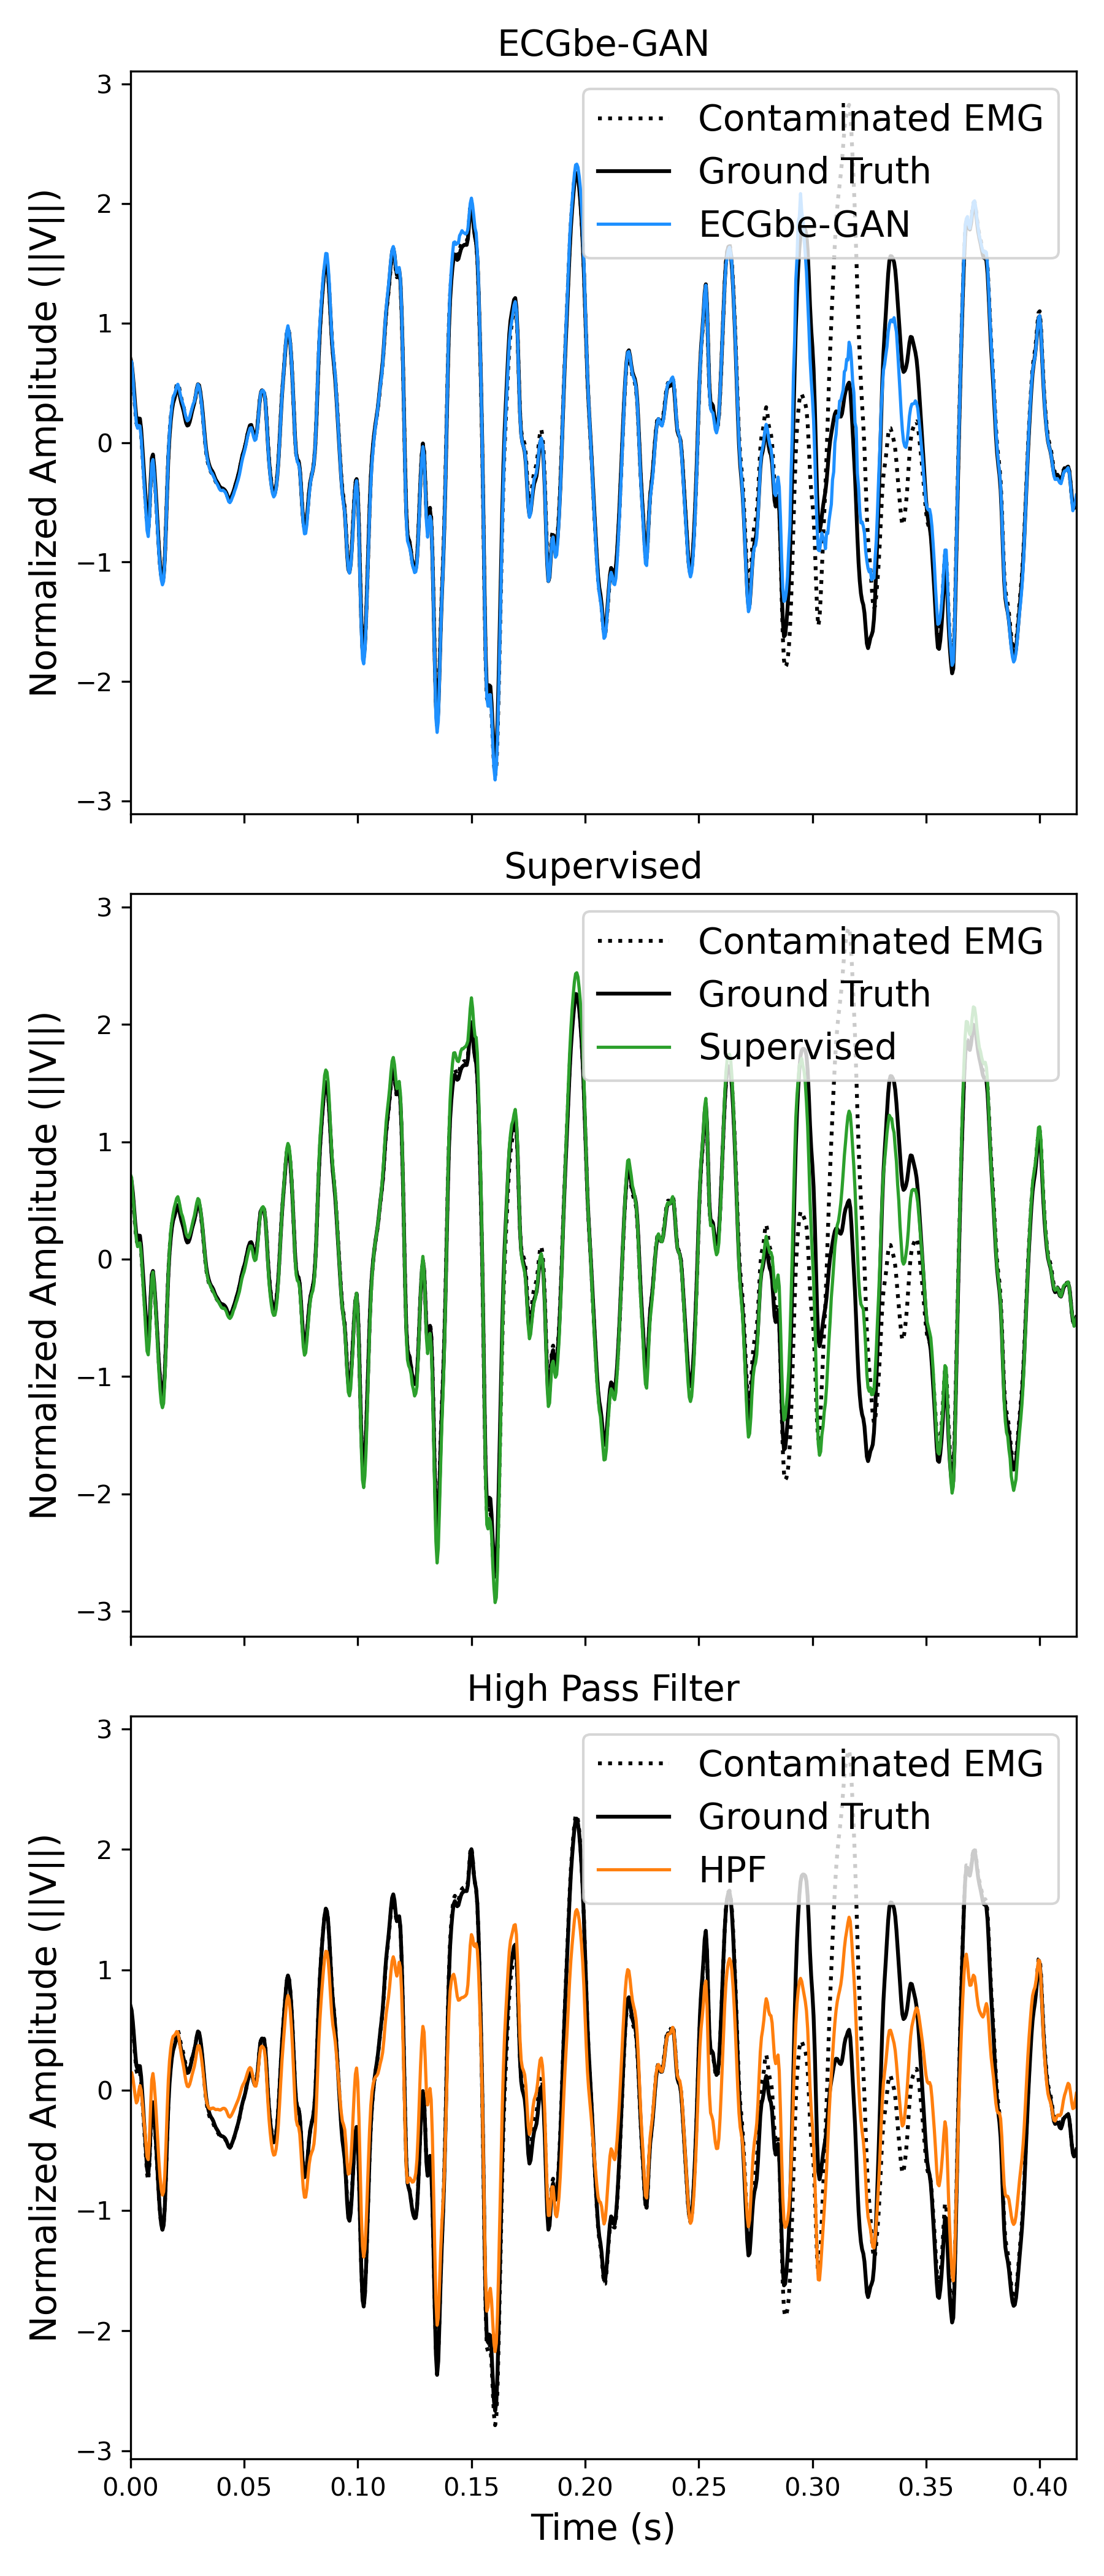 ECGbe-GAN
3
2
1
0
−1
−2
−3
Normalized Amplitude (||V||)
Contaminated EMG
Ground Truth
ECGbe-GAN
Supervised
3
2
1
0
−1
−2
−3
Normalized Amplitude (||V||)
Contaminated EMG
Ground Truth
Supervised
High Pass Filter
3
2
1
0
−1
−2
−3
Normalized Amplitude (||V||)
Contaminated EMG
Ground Truth
HPF
0.00 0.05 0.10 0.15 0.20 0.25 0.30 0.35 0.40
Time (s)